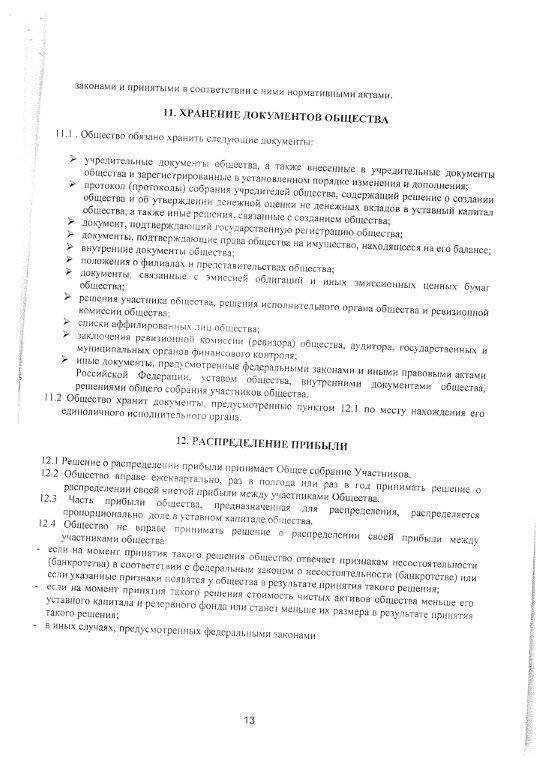 законами и принятыми в соответствии с ними нормативными актами.
11. ХРАНЕНИЕ ДОКУМЕНТОВ ОБЩЕСТВА
11.1 . Общество обязано хранить следующие документы:
➢ учредительные документы общества, а также внесенные в учредительные документы
общества и зарегистрированные в установленном порядке изменения и дополнения;
➢ протокол (протоколы) собрания учредителей общества, содержащий решение о создании
общества и об утверждении денежной оценки не денежных вкладов в уставный капитал
общества, а также иные решения, связанные с созданием общества;
➢ документ, подтверждающий государственную регистрацию общества;
➢ документы, подтверждающие права общества на имущество, находящееся на его балансе;
➢ внутренние документы общества;
➢ положения о филиалах и представительствах общества;
➢ документы, связанные с эмиссией облигаций и иных эмиссионных ценных бумаг
общества;
➢ решения участника общества, решения исполнительного органа общества и ревизионной
комиссии общества;
➢ списки аффилированных лиц общества;
➢ заключения ревизионной комиссии (ревизора) общества, аудитора, государственных и
муниципальных органов финансового контроля;
➢ иные документы, предусмотренные федеральными законами и иными правовыми актами
Российской Федерации, уставом общества, внутренними документами общества,
решениями общего собрания участников общества.
11.2 Общество хранит документы, предусмотренные пунктом 12.1 по месту нахождения его
единоличного исполнительного органа.
12. РАСПРЕДЕЛЕНИЕ ПРИБЫЛИ
12.1 Решение о распределении прибыли принимает Общее собрание Участников.
12.2 Общество вправе ежеквартально, раз в полгода или раз в год принимать решение о
распределении своей чистой прибыли между участниками Общества.
12.3 Часть прибыли общества, предназначенная для распределения, распределяется
пропорционально доле в уставном капитале общества.
12.4 Общество не вправе принимать решение о распределении своей прибыли между
участниками общества:
- если на момент принятия такого решения общество отвечает признакам несостоятельности
(банкротства) в соответствии с федеральным законом о несостоятельности (банкротстве) или
если указанные признаки появятся у общества в результате принятия такого решения;
- если на момент принятия такого решения стоимость чистых активов общества меньше его
уставного капитала и резервного фонда или станет меньше их размера в результате принятия
такого решения;
- в иных случаях, предусмотренных федеральными законами
13